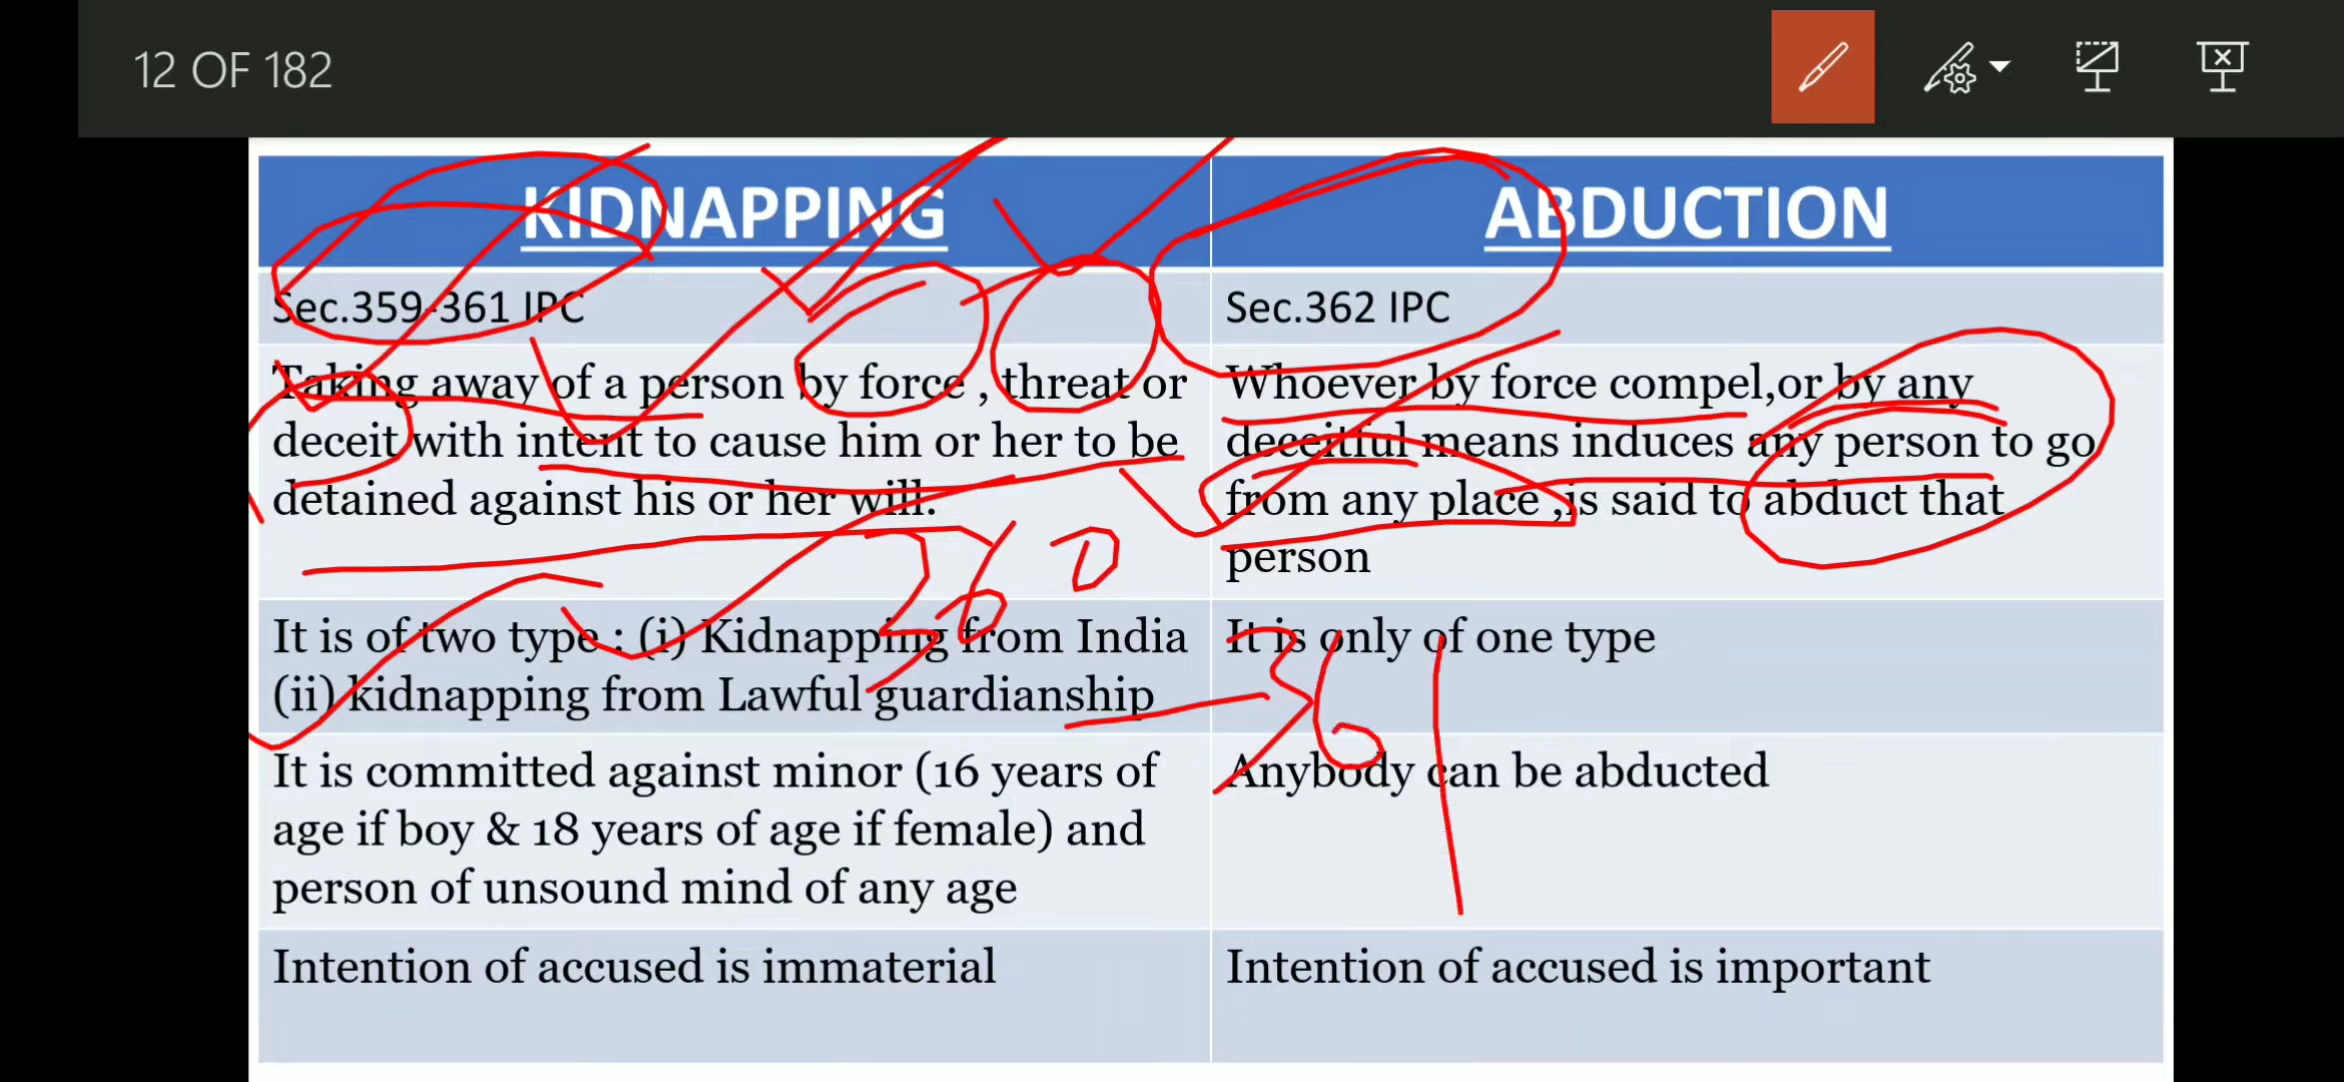 12 OF 182
KIDNAPPING
ABDUCTION
Sec.359-361 IPC
Sec.362 IPC
Taking away of a person by force , threat or
deceit with intent to cause him or her to be
detained against his or her will.
Whoever by force compel,or by any
deceitful means induces any person to go
from any place ,is said to abduct that
person
360
It is of two type : (i) Kidnapping from India
(ii) kidnapping from Lawful guardianship
It is only of one type
361
It is committed against minor (16 years of
age if boy & 18 years of age if female) and
person of unsound mind of any age
Anybody can be abducted
Intention of accused is immaterial
Intention of accused is important